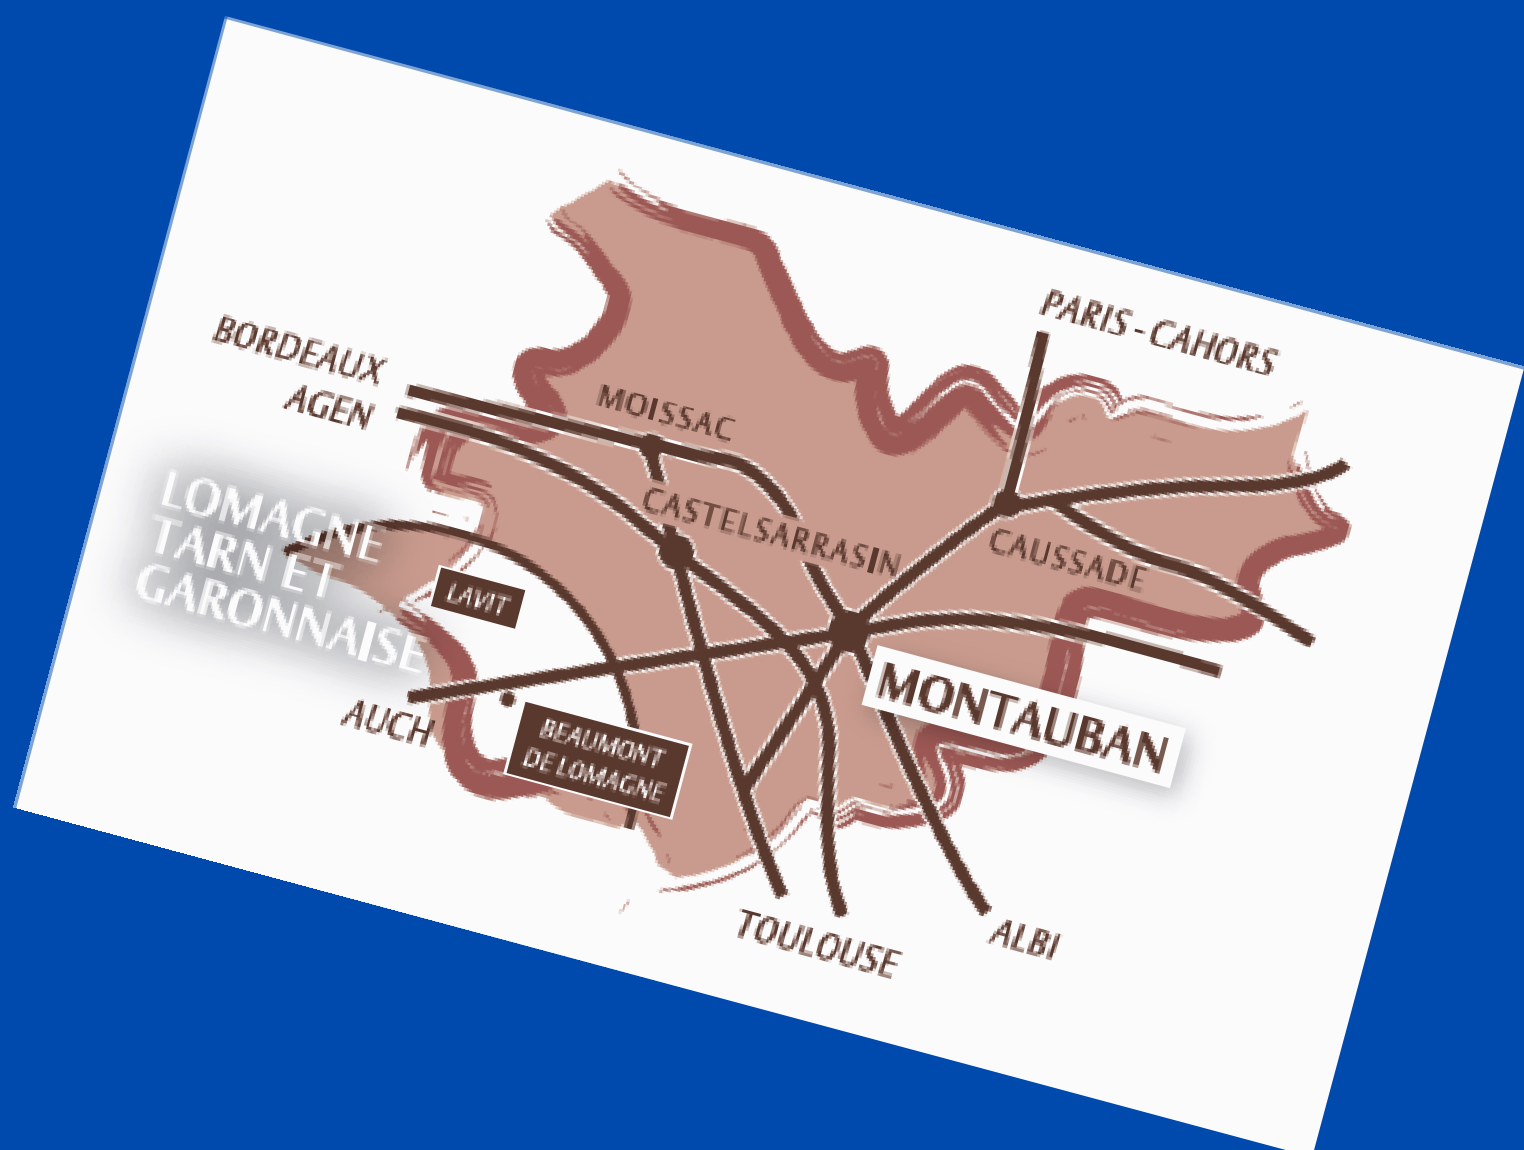 PARIS - CAHORS
BORDEAUX
AGEN
MOISSAC
CASTELSARRASIN
CAUSSADE
LOMAGNE
TARN ET
GARONNAISE
LAVIT
MONTAUBAN
AUCH
BEAUMONT
DE LOMAGNE
TOULOUSE
ALBI